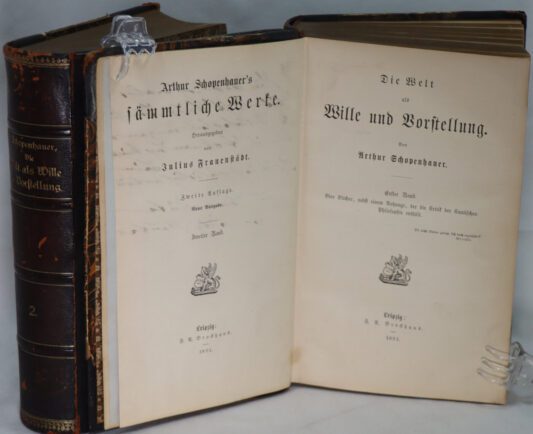 Schopenhauer,
Die
Welt als Wille
Vorstellung
2.
Arthur Schopenhauer's
sämmtliche Werke.
Herausgegeben
von
Julius Frauenstädt.
Zweite Auflage.
Neue Ausgabe.
Zweiter Band.
Leipzig:
F. A. Brockhaus.
1891.
Die Welt
als
Wille und Vorstellung.
Von
Arthur Schopenhauer.
Erster Band.
Vier Bücher, nebst einem Anhange, der die Kritik der Kantischen
Philosophie enthält.
Leipzig:
F. A. Brockhaus.
1891.